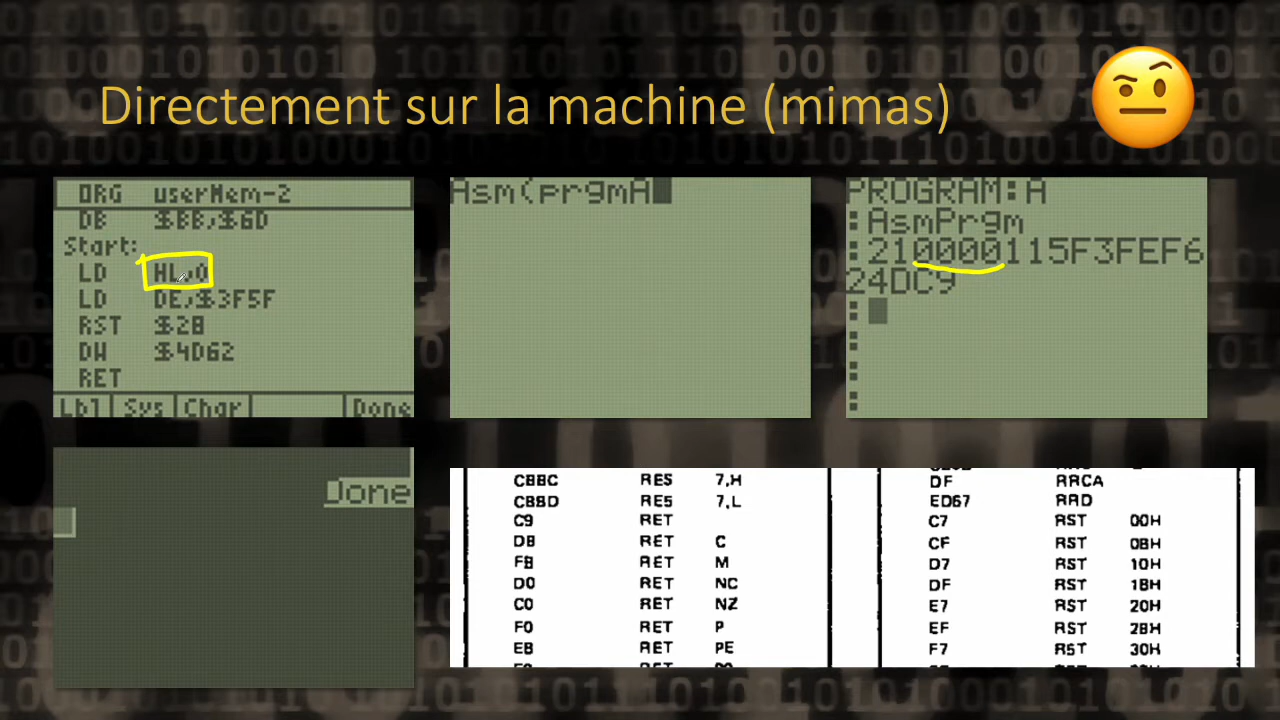 Directement sur la machine (mimas)
ORG userMem-2
DB $BB,$6D
Start:
LD HL,0
LD DE,$3F5F
RST $28
DW $4D62
RET
Lbl Sys Char Done
Asm(prgmA
PROGRAM:A
:AsmPrgm
:210000115F3FEF6
24DC9
:
:
:
:
Done
CBBC RES 7,H
CBBD RES 7,L
C9 RET
D8 RET C
F8 RET M
D0 RET NC
C0 RET NZ
F0 RET P
E8 RET PE
DF RRCA
ED67 RRD
C7 RST 00H
CF RST 08H
D7 RST 10H
DF RST 18H
E7 RST 20H
EF RST 28H
F7 RST 30H